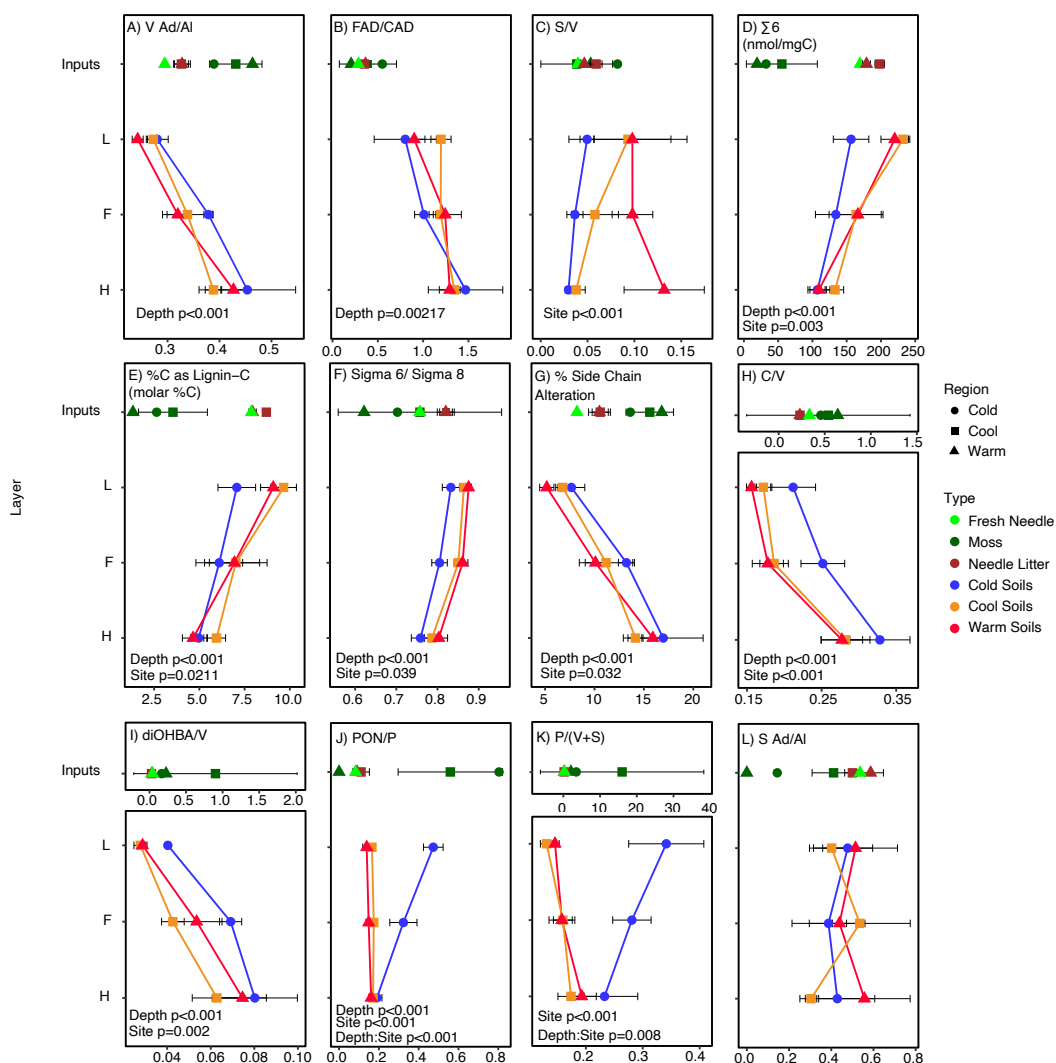 A) V Ad/Al
B) FAD/CAD
C) S/V
D) ∑6
(nmol/mgC)
Inputs
L
F
H
Depth p<0.001
Depth p=0.00217
Site p<0.001
Depth p<0.001
Site p=0.003
0.3 0.4 0.5
0.0 0.5 1.0 1.5
0.00 0.05 0.10 0.15
0 50 100 150 200 250
E) %C as Lignin−C
(molar %C)
F) Sigma 6/ Sigma 8
G) % Side Chain
Alteration
H) C/V
Inputs
0.0 0.5 1.0 1.5
L
F
H
Depth p<0.001
Site p=0.0211
Depth p<0.001
Site p=0.039
Depth p<0.001
Site p=0.032
Depth p<0.001
Site p<0.001
2.5 5.0 7.5 10.0
0.6 0.7 0.8 0.9
5 10 15 20
0.15 0.25 0.35
Layer
Region
Cold
Cool
Warm
Type
Fresh Needle
Moss
Needle Litter
Cold Soils
Cool Soils
Warm Soils
I) diOHBA/V
J) PON/P
K) P/(V+S)
L) S Ad/Al
Inputs
0.0 1.0 2.0
0 10 20 30 40
L
F
H
Depth p<0.001
Site p=0.002
Depth p<0.001
Site p<0.001
Depth:Site p<0.001
Site p<0.001
Depth:Site p=0.008
0.04 0.06 0.08 0.10
0.0 0.2 0.4 0.6 0.8
0.2 0.3 0.4
0.0 0.2 0.4 0.6 0.8